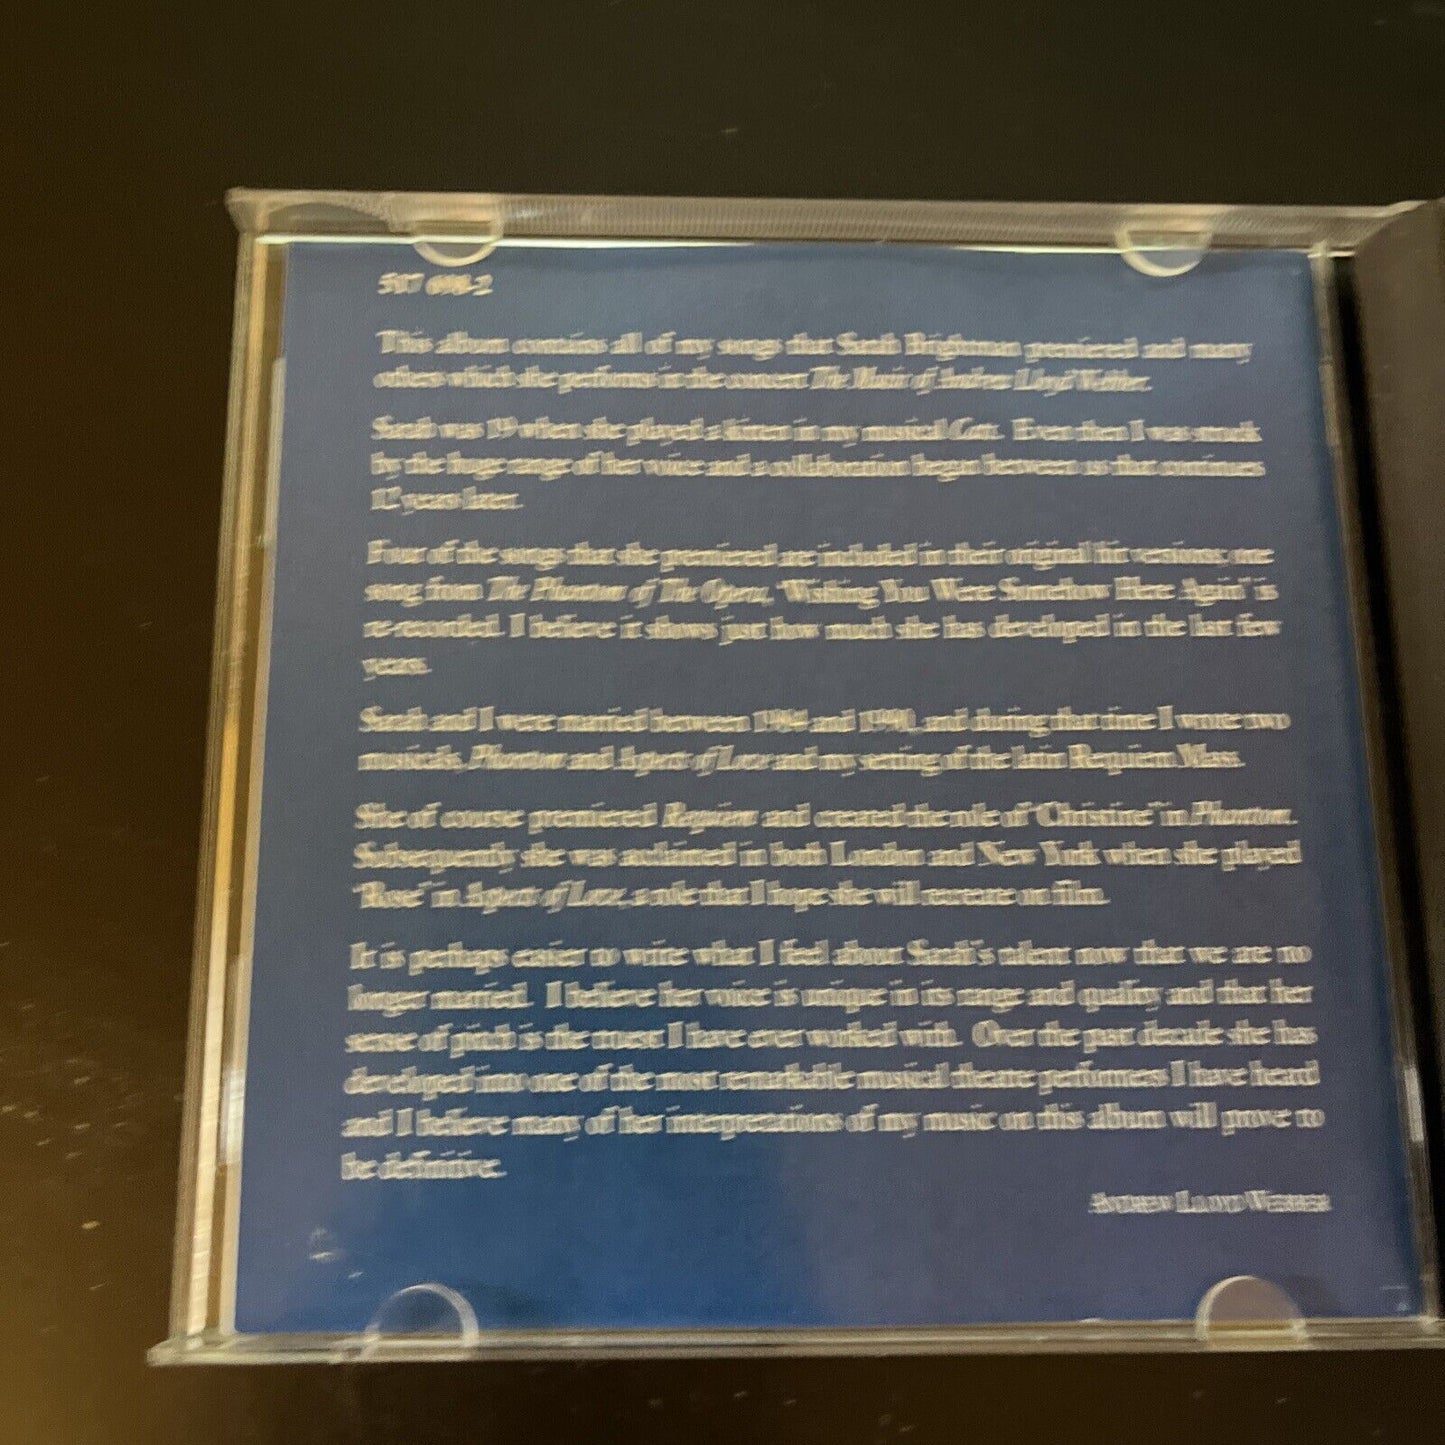 This album contains all of my songs that Sarah Brightman premiered and many
others which she performs in the concert The Music of Andrew Lloyd Webber.
Sarah was 19 when she played a kitten in my musical Cats. Even then I was struck
by the huge range of her voice and a collaboration began between us that continues
12 years later.
Four of the songs that she premiered are included in their original hit versions; one
song from The Phantom of The Opera, 'Wishing You Were Somehow Here Again' is
re-recorded. I believe it shows just how much she has developed in the last few
years.
Sarah and I were married between 1984 and 1990, and during that time I wrote two
musicals, Phantom and Aspects of Love and my setting of the latin Requiem Mass.
She of course premiered Requiem and created the role of 'Christine' in Phantom.
Subsequently she was acclaimed in both London and New York when she played
'Rose' in Aspects of Love, a role that I hope she will recreate on film.
It is perhaps easier to write what I feel about Sarah's talent now that we are no
longer married. I believe her voice is unique in its range and quality and that her
sense of pitch is the truest I have ever worked with. Over the past decade she has
developed into one of the most remarkable musical theatre performers I have heard
and I believe many of her interpretations of my music on this album will prove to
be definitive.
ANDREW LLOYD WEBBER